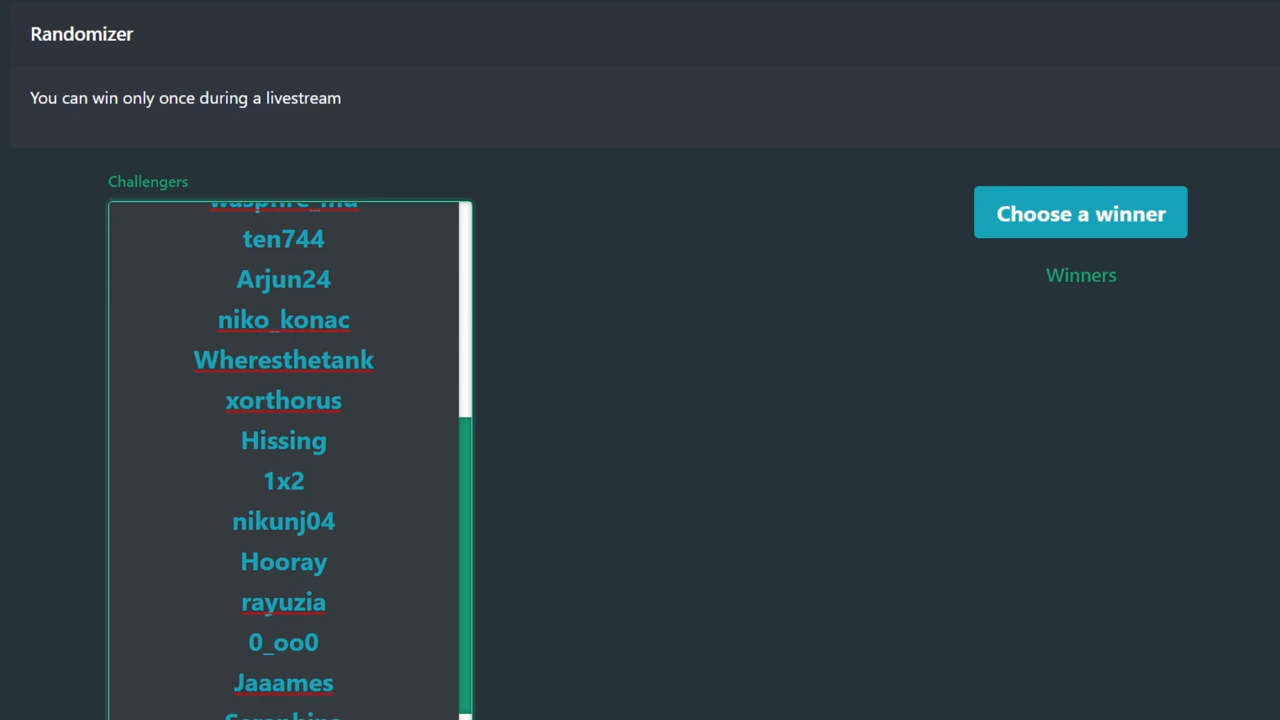 Randomizer
You can win only once during a livestream
Challengers
ten744
Arjun24
niko_konac
Wheresthetank
xorthorus
Hissing
1x2
nikunj04
Hooray
rayuzia
0_oo0
Jaaames
Choose a winner
Winners